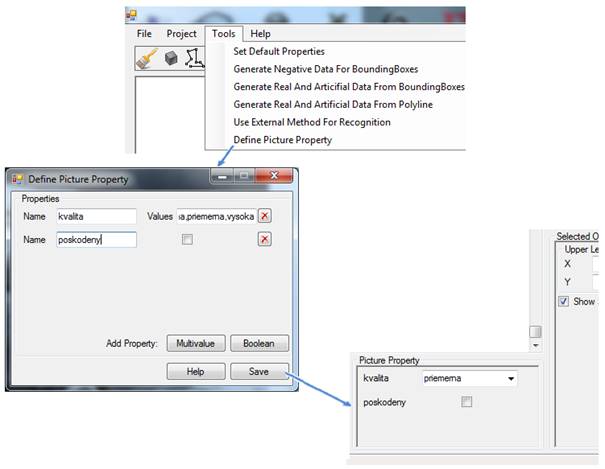 File Project Tools Help
Set Default Properties
Generate Negative Data For BoundingBoxes
Generate Real And Articifial Data From BoundingBoxes
Generate Real And Artificial Data From Polyline
Use External Method For Recognition
Define Picture Property
Define Picture Property
Properties
Name kvalita Values ıa,priemerna,vysoka
Name poskodeny
Add Property: Multivalue Boolean
Help Save
Selected O
Upper Le
X
Y
Show
Picture Property
kvalita priemerna
poskodeny